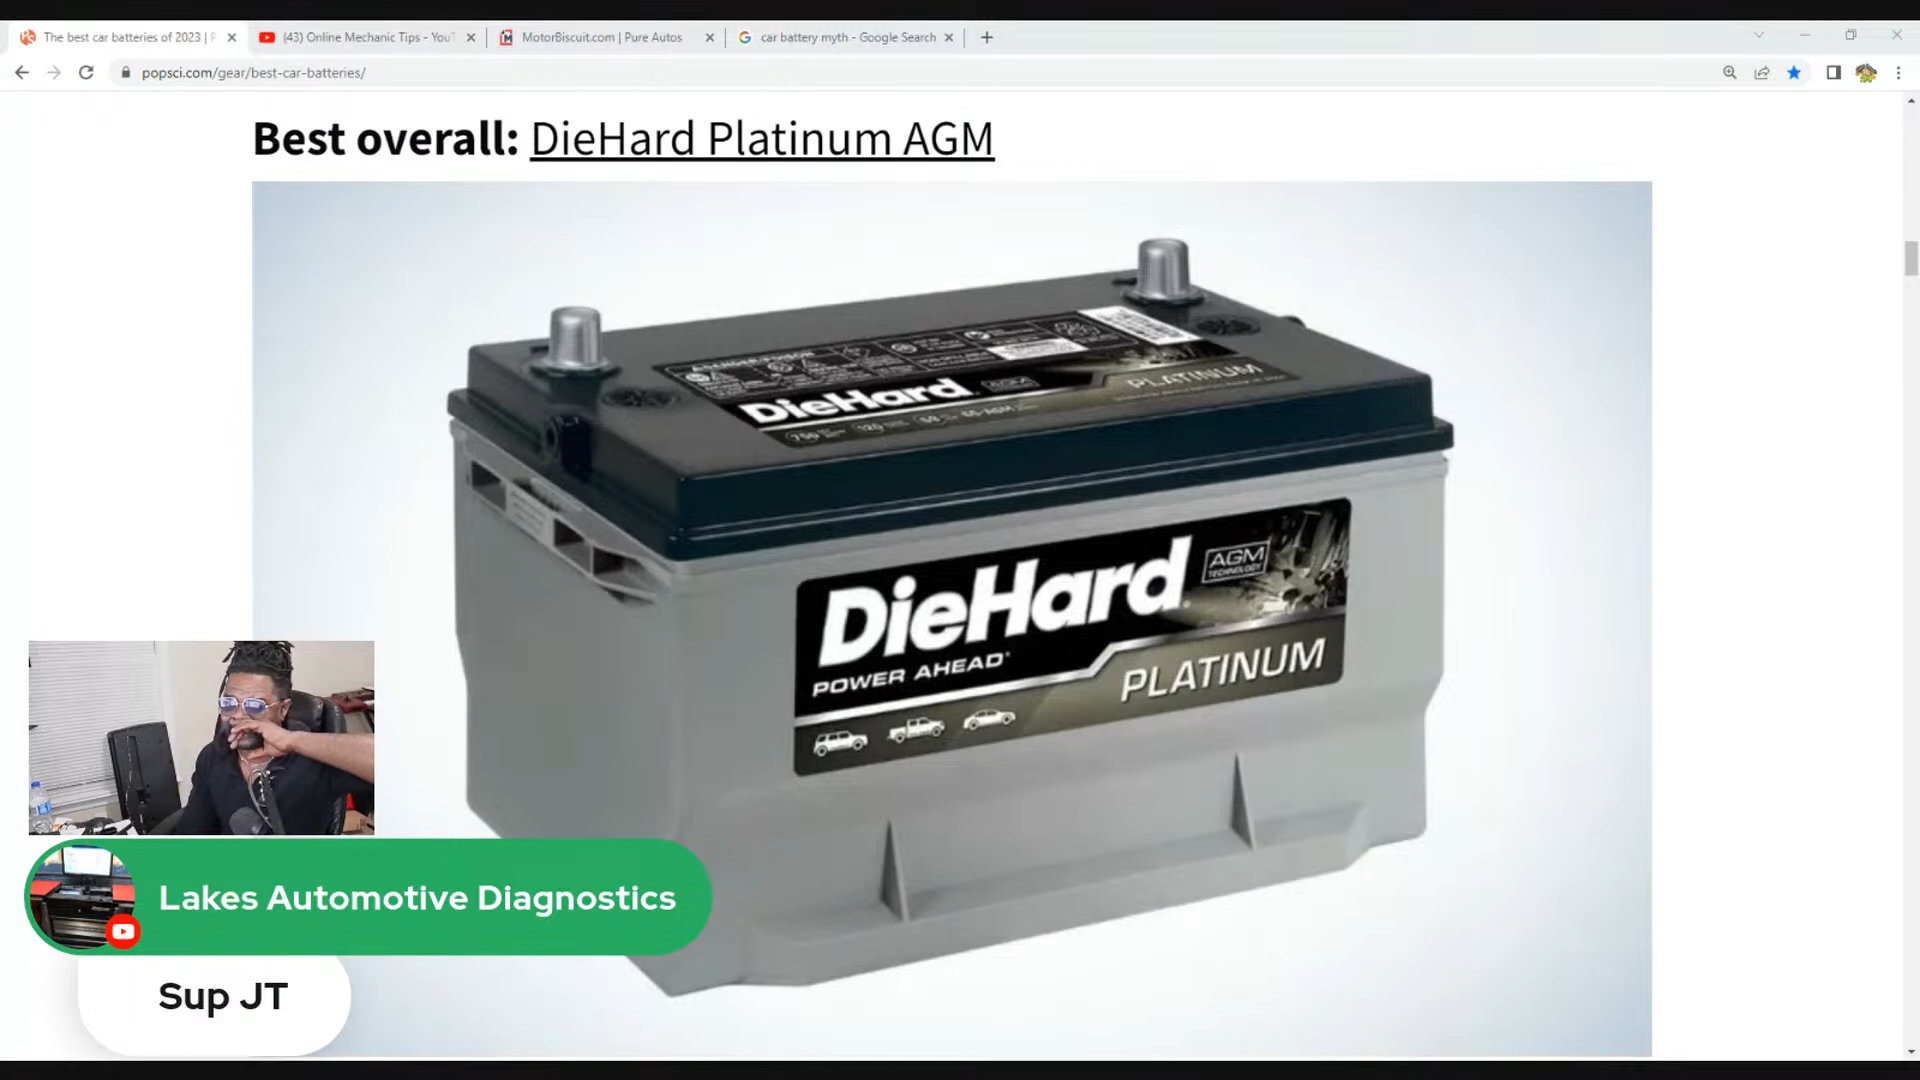 The best car batteries of 2023 | P
(43) Online Mechanic Tips - YouT
MotorBiscuit.com | Pure Autos
car battery myth - Google Search
popsci.com/gear/best-car-batteries/
Best overall: DieHard Platinum AGM
DieHard
AGM
PLATINUM
DieHard
AGM
TECHNOLOGY
POWER AHEAD
PLATINUM
Lakes Automotive Diagnostics
Sup JT